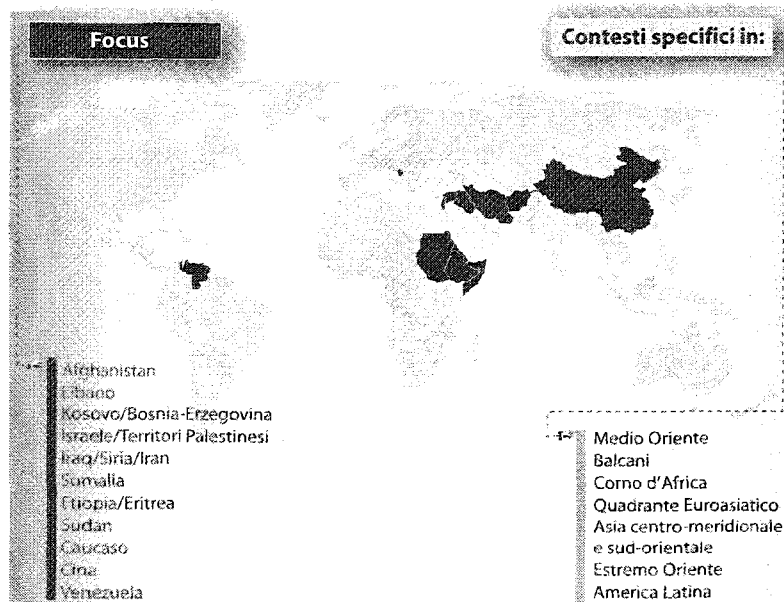 Focus
Contesti specifici in:
Afghanistan
Libano
Kosovo/Bosnia-Erzegovina
Israele/Territori Palestinesi
Iraq/Siria/Iran
Somalia
Etiopia/Eritrea
Sudan
Caucaso
Cina
Venezuela
Medio Oriente
Balcani
Corno d'Africa
Quadrante Euroasiatico
Asia centro-meridionale
e sud-orientale
Estremo Oriente
America Latina